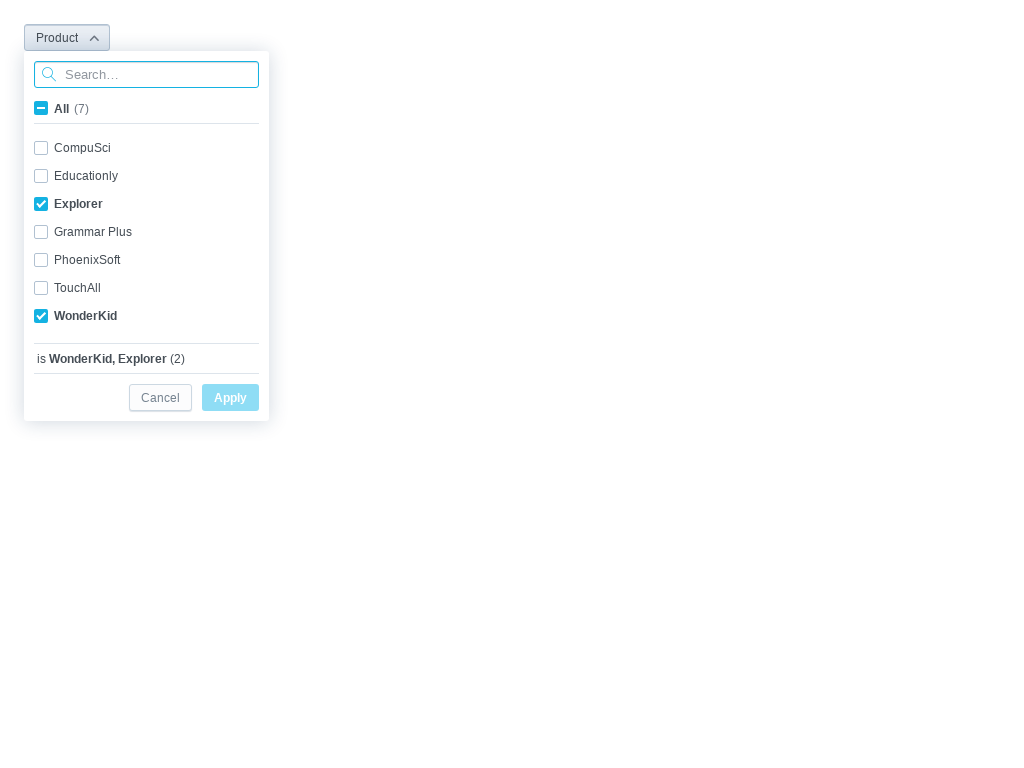 Product
Search…
All (7)
CompuSci
Educationly
Explorer
Grammar Plus
PhoenixSoft
TouchAll
WonderKid
is WonderKid, Explorer (2)
Cancel Apply